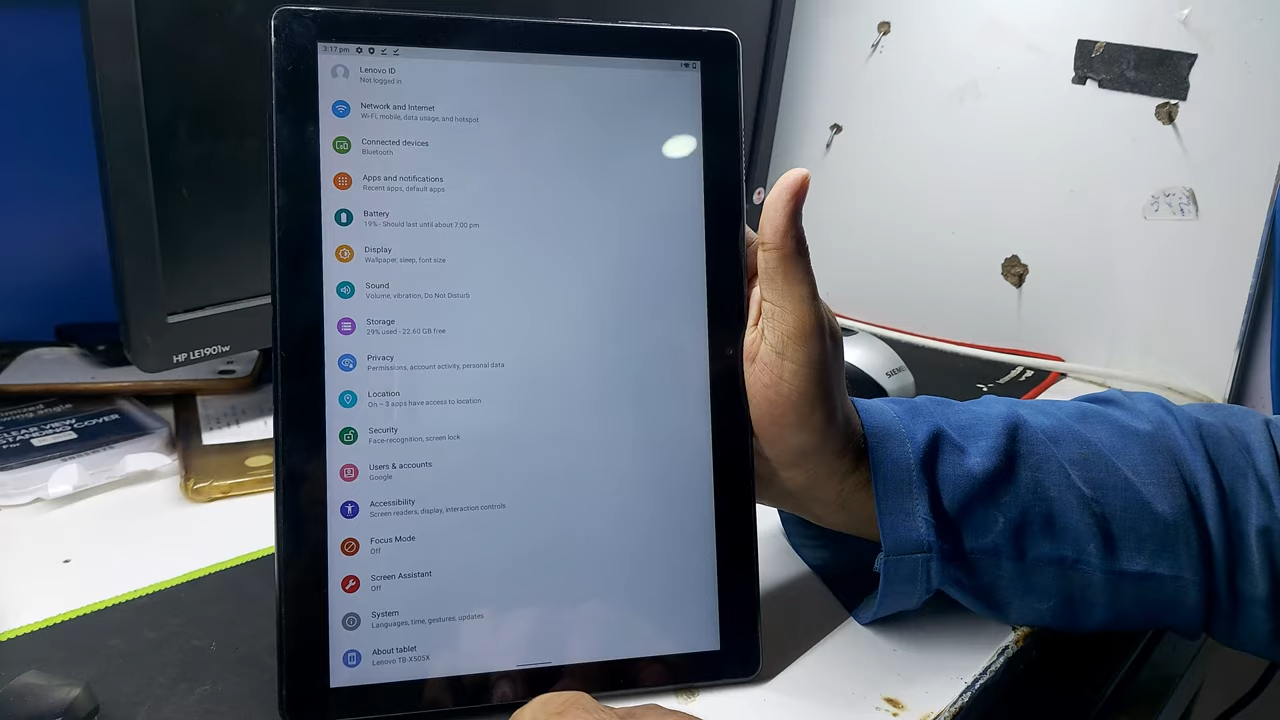 3:17 pm
Lenovo ID
Not logged in
Network and Internet
Wi-Fi, mobile, data usage, and hotspot
Connected devices
Bluetooth
Apps and notifications
Recent apps, default apps
Battery
19% - Should last until about 7:00 pm
Display
Wallpaper, sleep, font size
Sound
Volume, vibration, Do Not Disturb
Storage
29% used - 22.60 GB free
Privacy
Permissions, account activity, personal data
Location
On – 3 apps have access to location
Security
Face-recognition, screen lock
Users & accounts
Google
Accessibility
Screen readers, display, interaction controls
Focus Mode
Off
Screen Assistant
Off
System
Languages, time, gestures, updates
About tablet
Lenovo TB-X505X
HP LE1901w
CLEAR VIEW
STANDING COVER